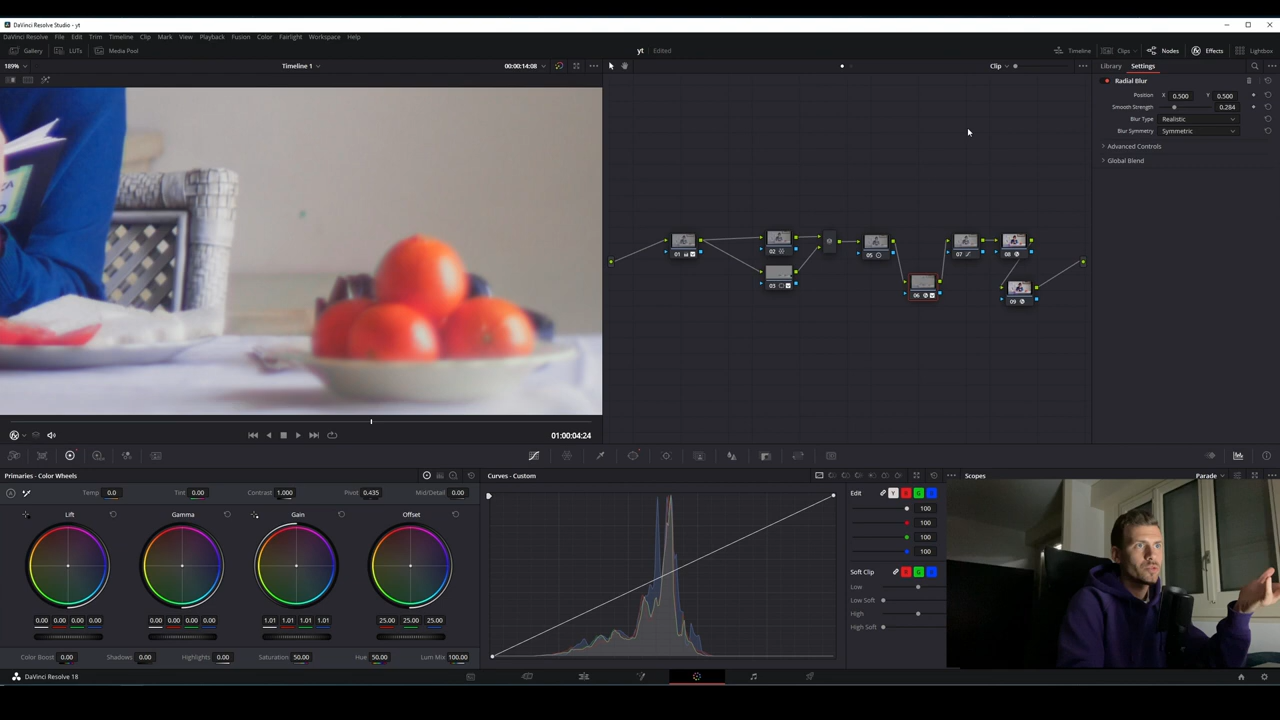 DaVinci Resolve Studio - yt
DaVinci Resolve File Edit Trim Timeline Clip Mark View Playback Fusion Color Fairlight Workspace Help
Gallery LUTs Media Pool yt Edited Timeline Clips Nodes Effects Lightbox
189% Timeline 1 00:00:14:08 Clip Library Settings
Radial Blur
Position X 0.500 Y 0.500
Smooth Strength 0.284
Blur Type Realistic
Blur Symmetry Symmetric
Advanced Controls
Global Blend
01 02 05 07 08
03 06 09
01:00:04:24
Primaries - Color Wheels Curves - Custom Scopes Parade
Temp 0.0 Tint 0.00 Contrast 1.000 Pivot 0.435 Mid/Detail 0.00 Edit Y R G B
Lift Gamma Gain Offset 100
100
100
100
Soft Clip R G B
Low
Low Soft
High
High Soft
0.00 0.00 0.00 0.00 0.00 0.00 0.00 0.00 1.01 1.01 1.01 1.01 25.00 25.00 25.00
Color Boost 0.00 Shadows 0.00 Highlights 0.00 Saturation 50.00 Hue 50.00 Lum Mix 100.00
DaVinci Resolve 18